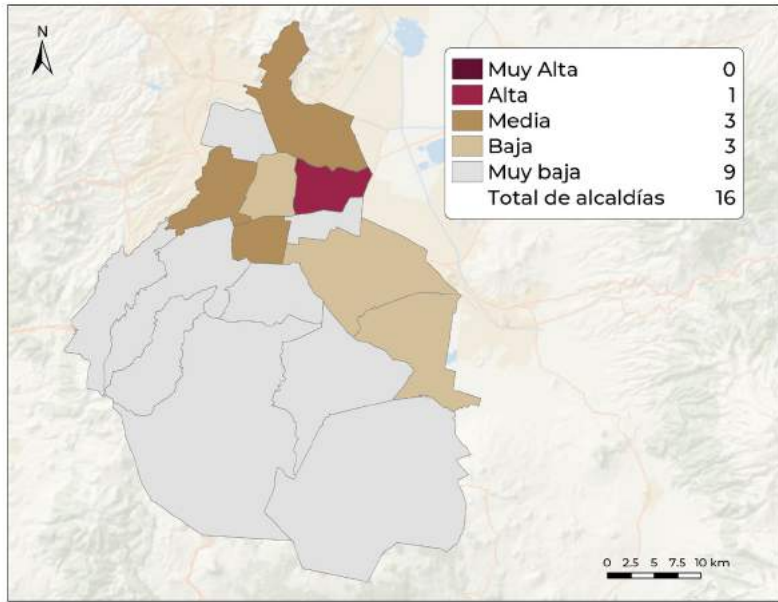 N
Muy Alta 0
Alta 1
Media 3
Baja 3
Muy baja 9
Total de alcaldías 16
0 2.5 5 7.5 10 km